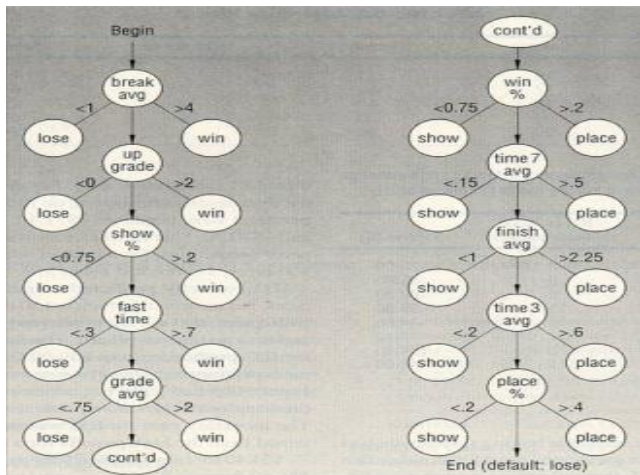 Begin
break
avg
<1
>4
lose
win
up
grade
<0
>2
lose
win
show
%
<0.75
>.2
lose
win
fast
time
<.3
>.7
lose
win
grade
avg
<.75
>2
lose
win
cont'd
cont'd
win
%
<0.75
>.2
show
place
time 7
avg
<.15
>.5
show
place
finish
avg
<1
>2.25
show
place
time 3
avg
<.2
>.6
show
place
place
%
<.2
>.4
show
place
End (default: lose)